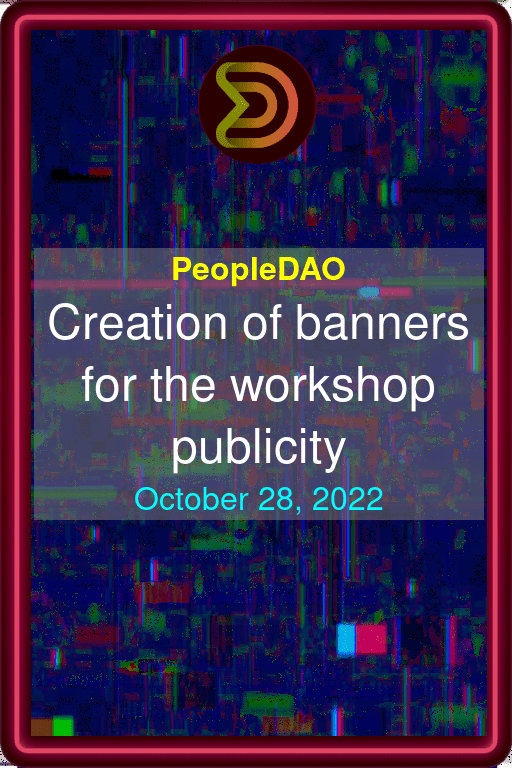 PeopleDAO
Creation of banners
for the workshop
publicity
October 28, 2022